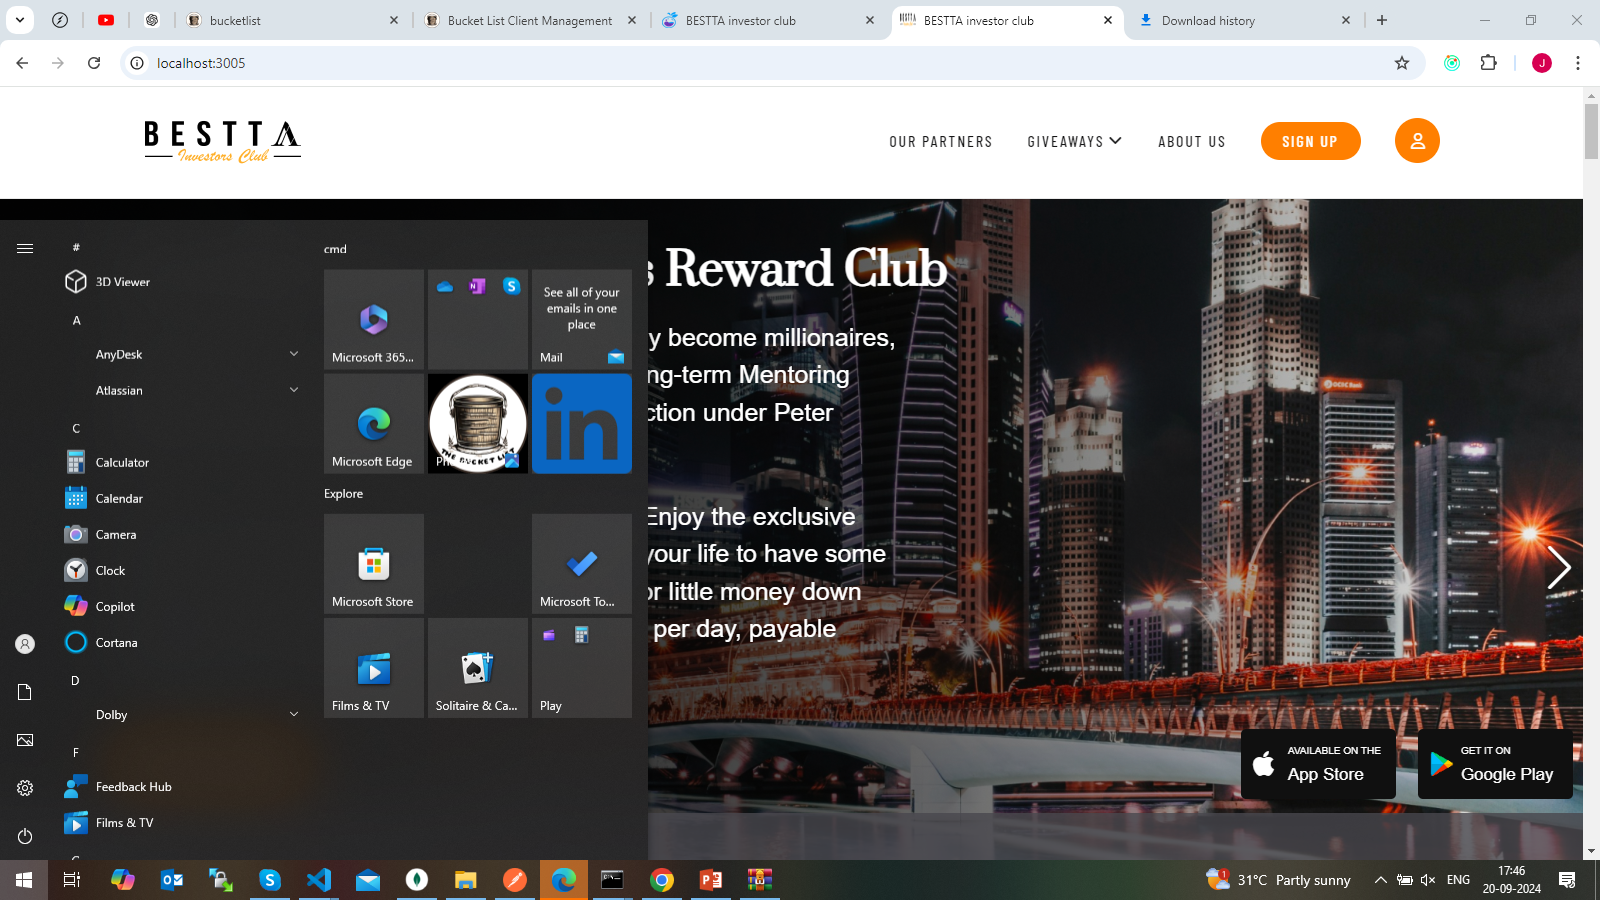 bucketlist
Bucket List Client Management
BESTTA investor club
BESTTA investor club
Download history
localhost:3005
J
BESTTA
Investors Club
OUR PARTNERS
GIVEAWAYS
ABOUT US
SIGN UP
s Reward Club
y become millionaires,
ng-term Mentoring
ction under Peter
Enjoy the exclusive
your life to have some
or little money down
per day, payable
OCBC Bank
AVAILABLE ON THE
App Store
GET IT ON
Google Play
#
3D Viewer
A
AnyDesk
Atlassian
C
Calculator
Calendar
Camera
Clock
Copilot
Cortana
D
Dolby
F
Feedback Hub
Films & TV
cmd
Microsoft 365...
See all of your
emails in one
place
Mail
Microsoft Edge
THE BUCKET LIST
in
Explore
Microsoft Store
Microsoft To...
Films & TV
Solitaire & Ca...
Play
1
31°C Partly sunny
ENG
17:46
20-09-2024